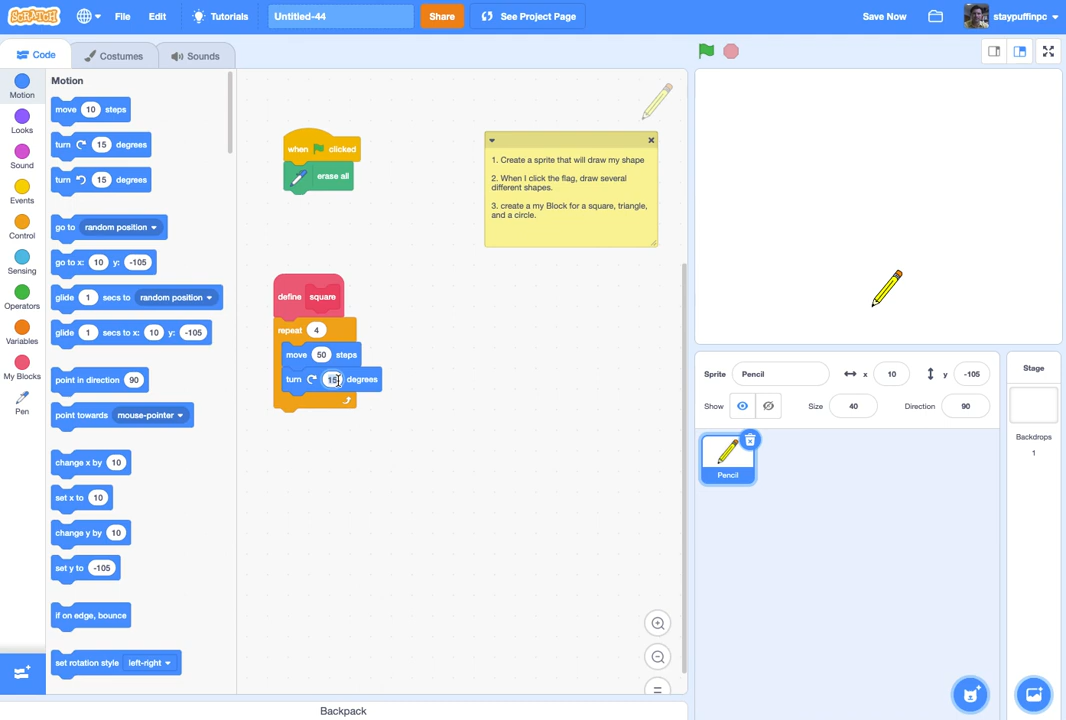 SCRATCH
File
Edit
Tutorials
Untitled-44
Share
See Project Page
Save Now
staypuffinpc
Code
Costumes
Sounds
Motion
Looks
Sound
Events
Control
Sensing
Operators
Variables
My Blocks
Pen
Motion
move 10 steps
turn 15 degrees
turn 15 degrees
go to random position
go to x: 10 y: -105
glide 1 secs to random position
glide 1 secs to x: 10 y: -105
point in direction 90
point towards mouse-pointer
change x by 10
set x to 10
change y by 10
set y to -105
if on edge, bounce
set rotation style left-right
when clicked
erase all
define square
repeat 4
move 50 steps
turn 15 degrees
1. Create a sprite that will draw my shape
2. When I click the flag, draw several
different shapes.
3. create a my Block for a square, triangle,
and a circle.
Sprite Pencil x 10 y -105
Show Size 40 Direction 90
Pencil
Stage
Backdrops
1
Backpack